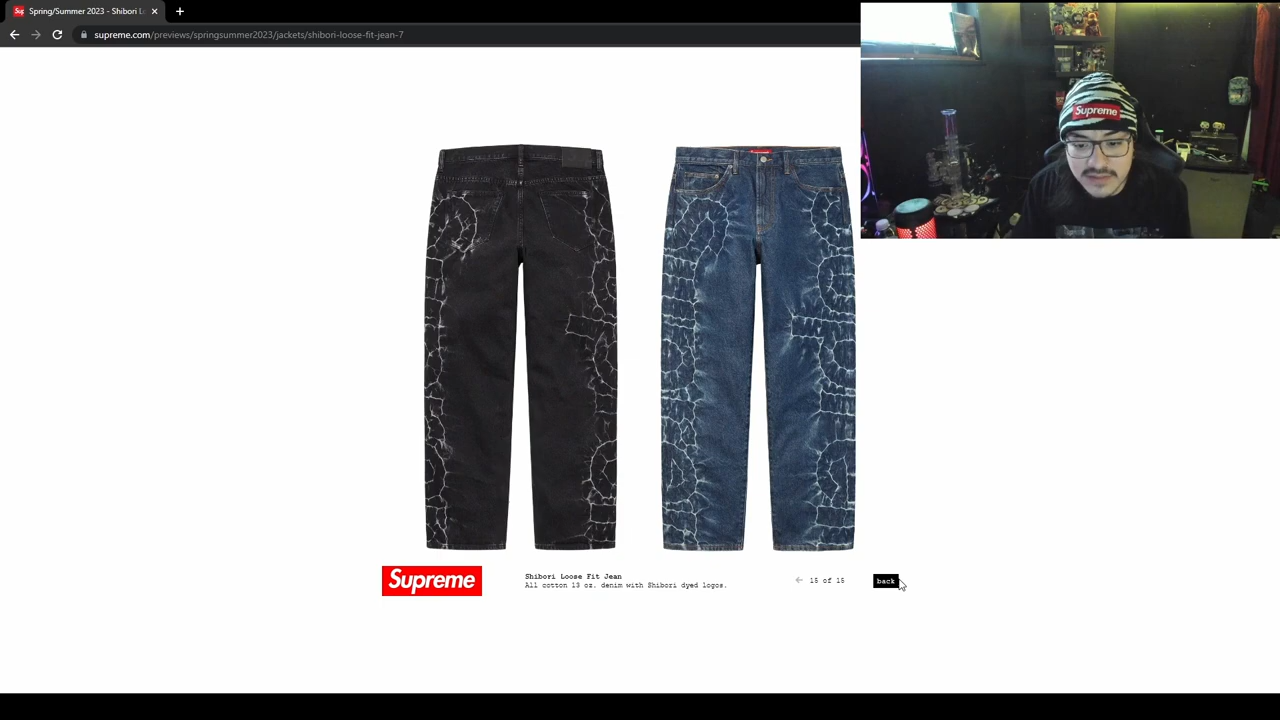 Spring/Summer 2023 - Shibori L
supreme.com/previews/springsummer2023/jackets/shibori-loose-fit-jean-7
Supreme
Supreme
Shibori Loose Fit Jean
All cotton 13 oz. denim with Shibori dyed logos.
15 of 15
back